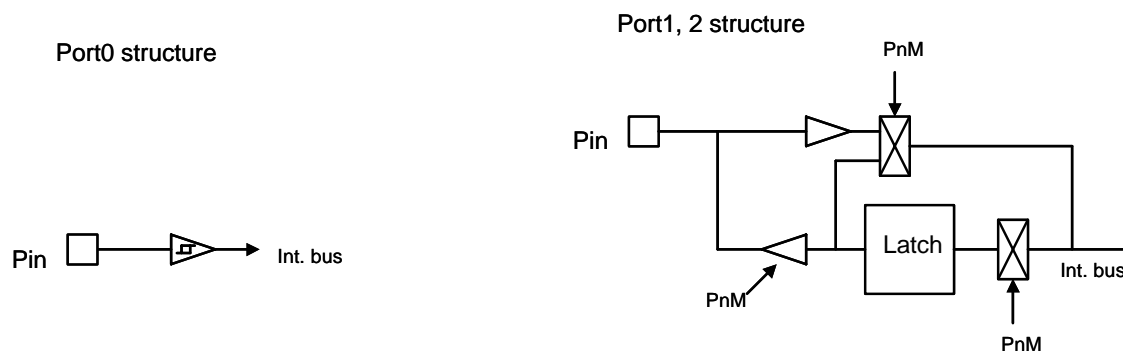 Port0 structure
Pin
Int. bus
Port1, 2 structure
PnM
Pin
Latch
Int. bus
PnM
PnM